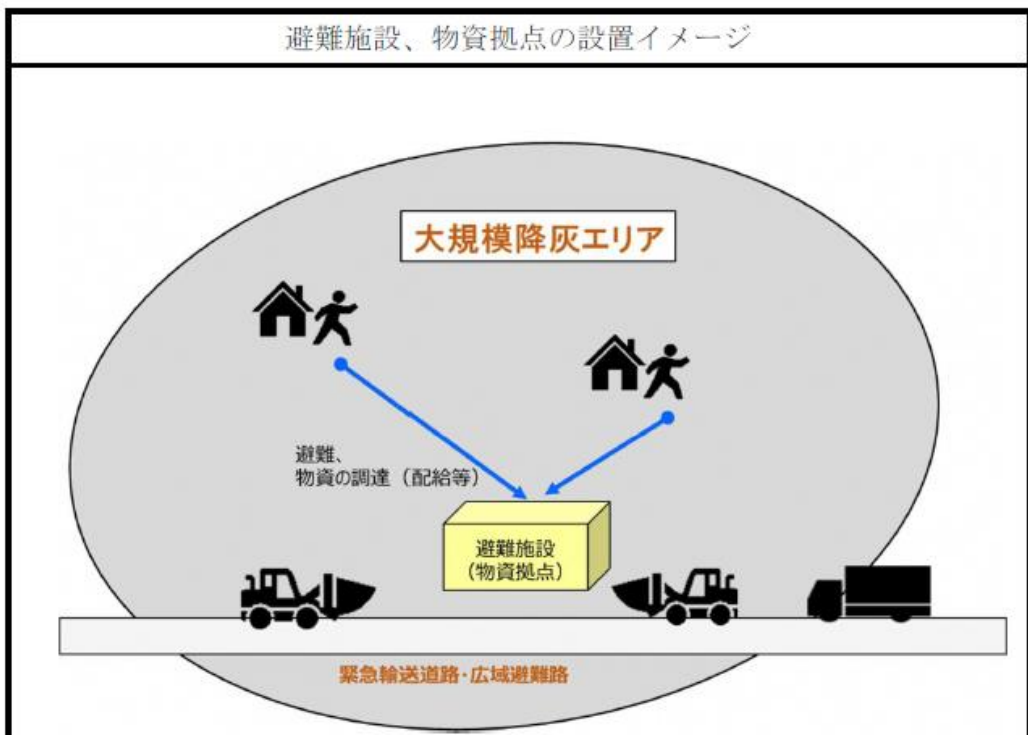 避難施設、物資拠点の設置イメージ
大規模降灰エリア
避難、
物資の調達（配給等）
避難施設
（物資拠点）
緊急輸送道路・広域避難路